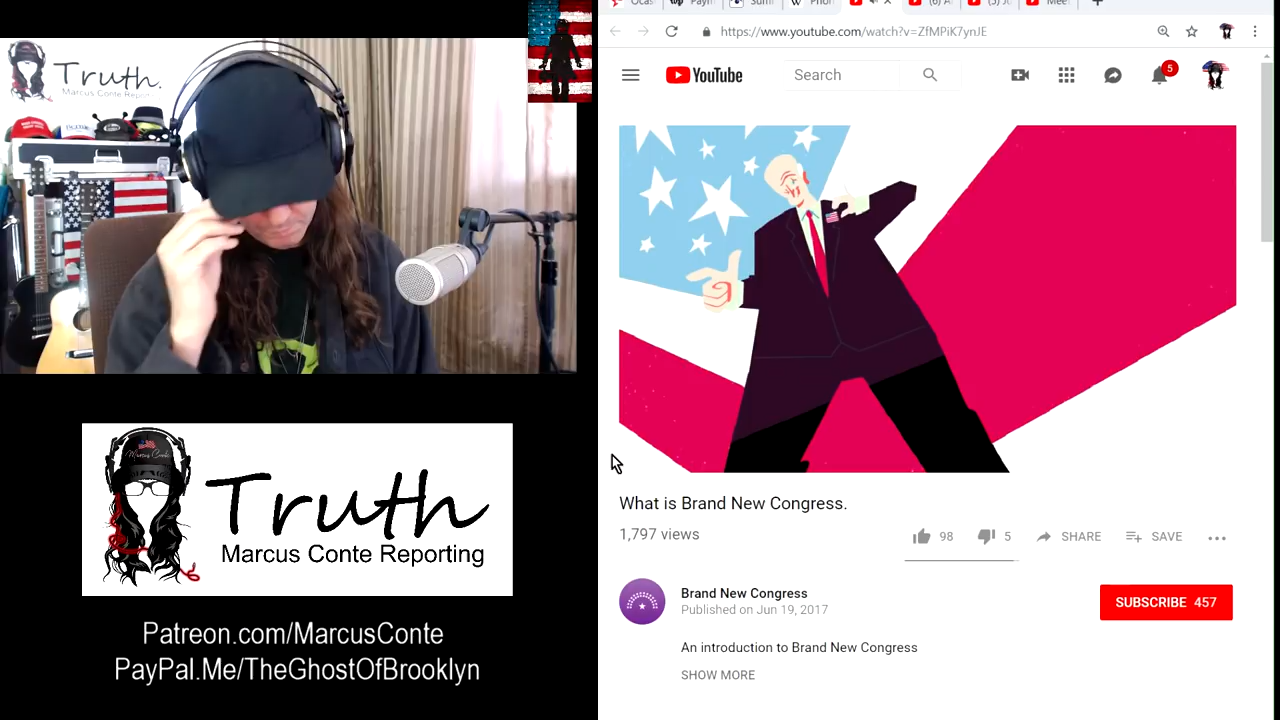 Truth.
Marcus Conte Reporting
Truth
Marcus Conte Reporting
Patreon.com/MarcusConte
PayPal.Me/TheGhostOfBrooklyn
https://www.youtube.com/watch?v=ZfMPiK7ynJE
YouTube
Search
5
What is Brand New Congress.
1,797 views
98
5
SHARE
SAVE
Brand New Congress
Published on Jun 19, 2017
SUBSCRIBE 457
An introduction to Brand New Congress
SHOW MORE